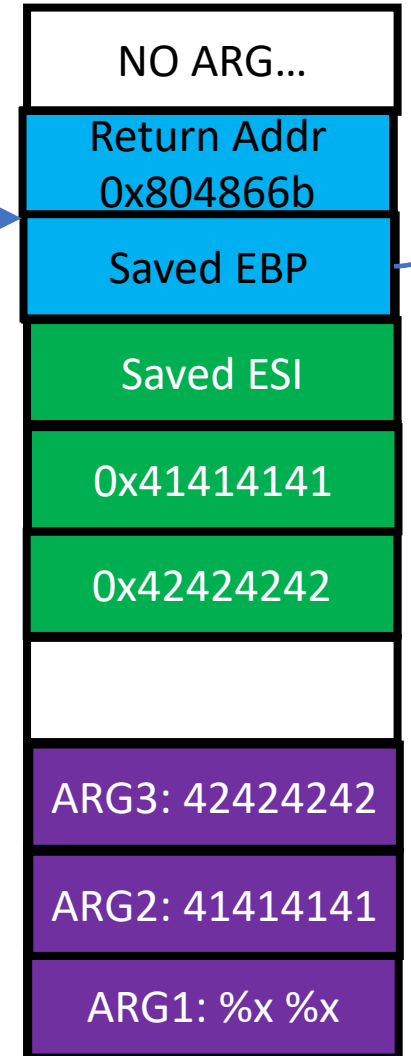 NO ARG…
Return Addr
0x804866b
Saved EBP
Saved ESI
0x41414141
0x42424242
ARG3: 42424242
ARG2: 41414141
ARG1: %x %x